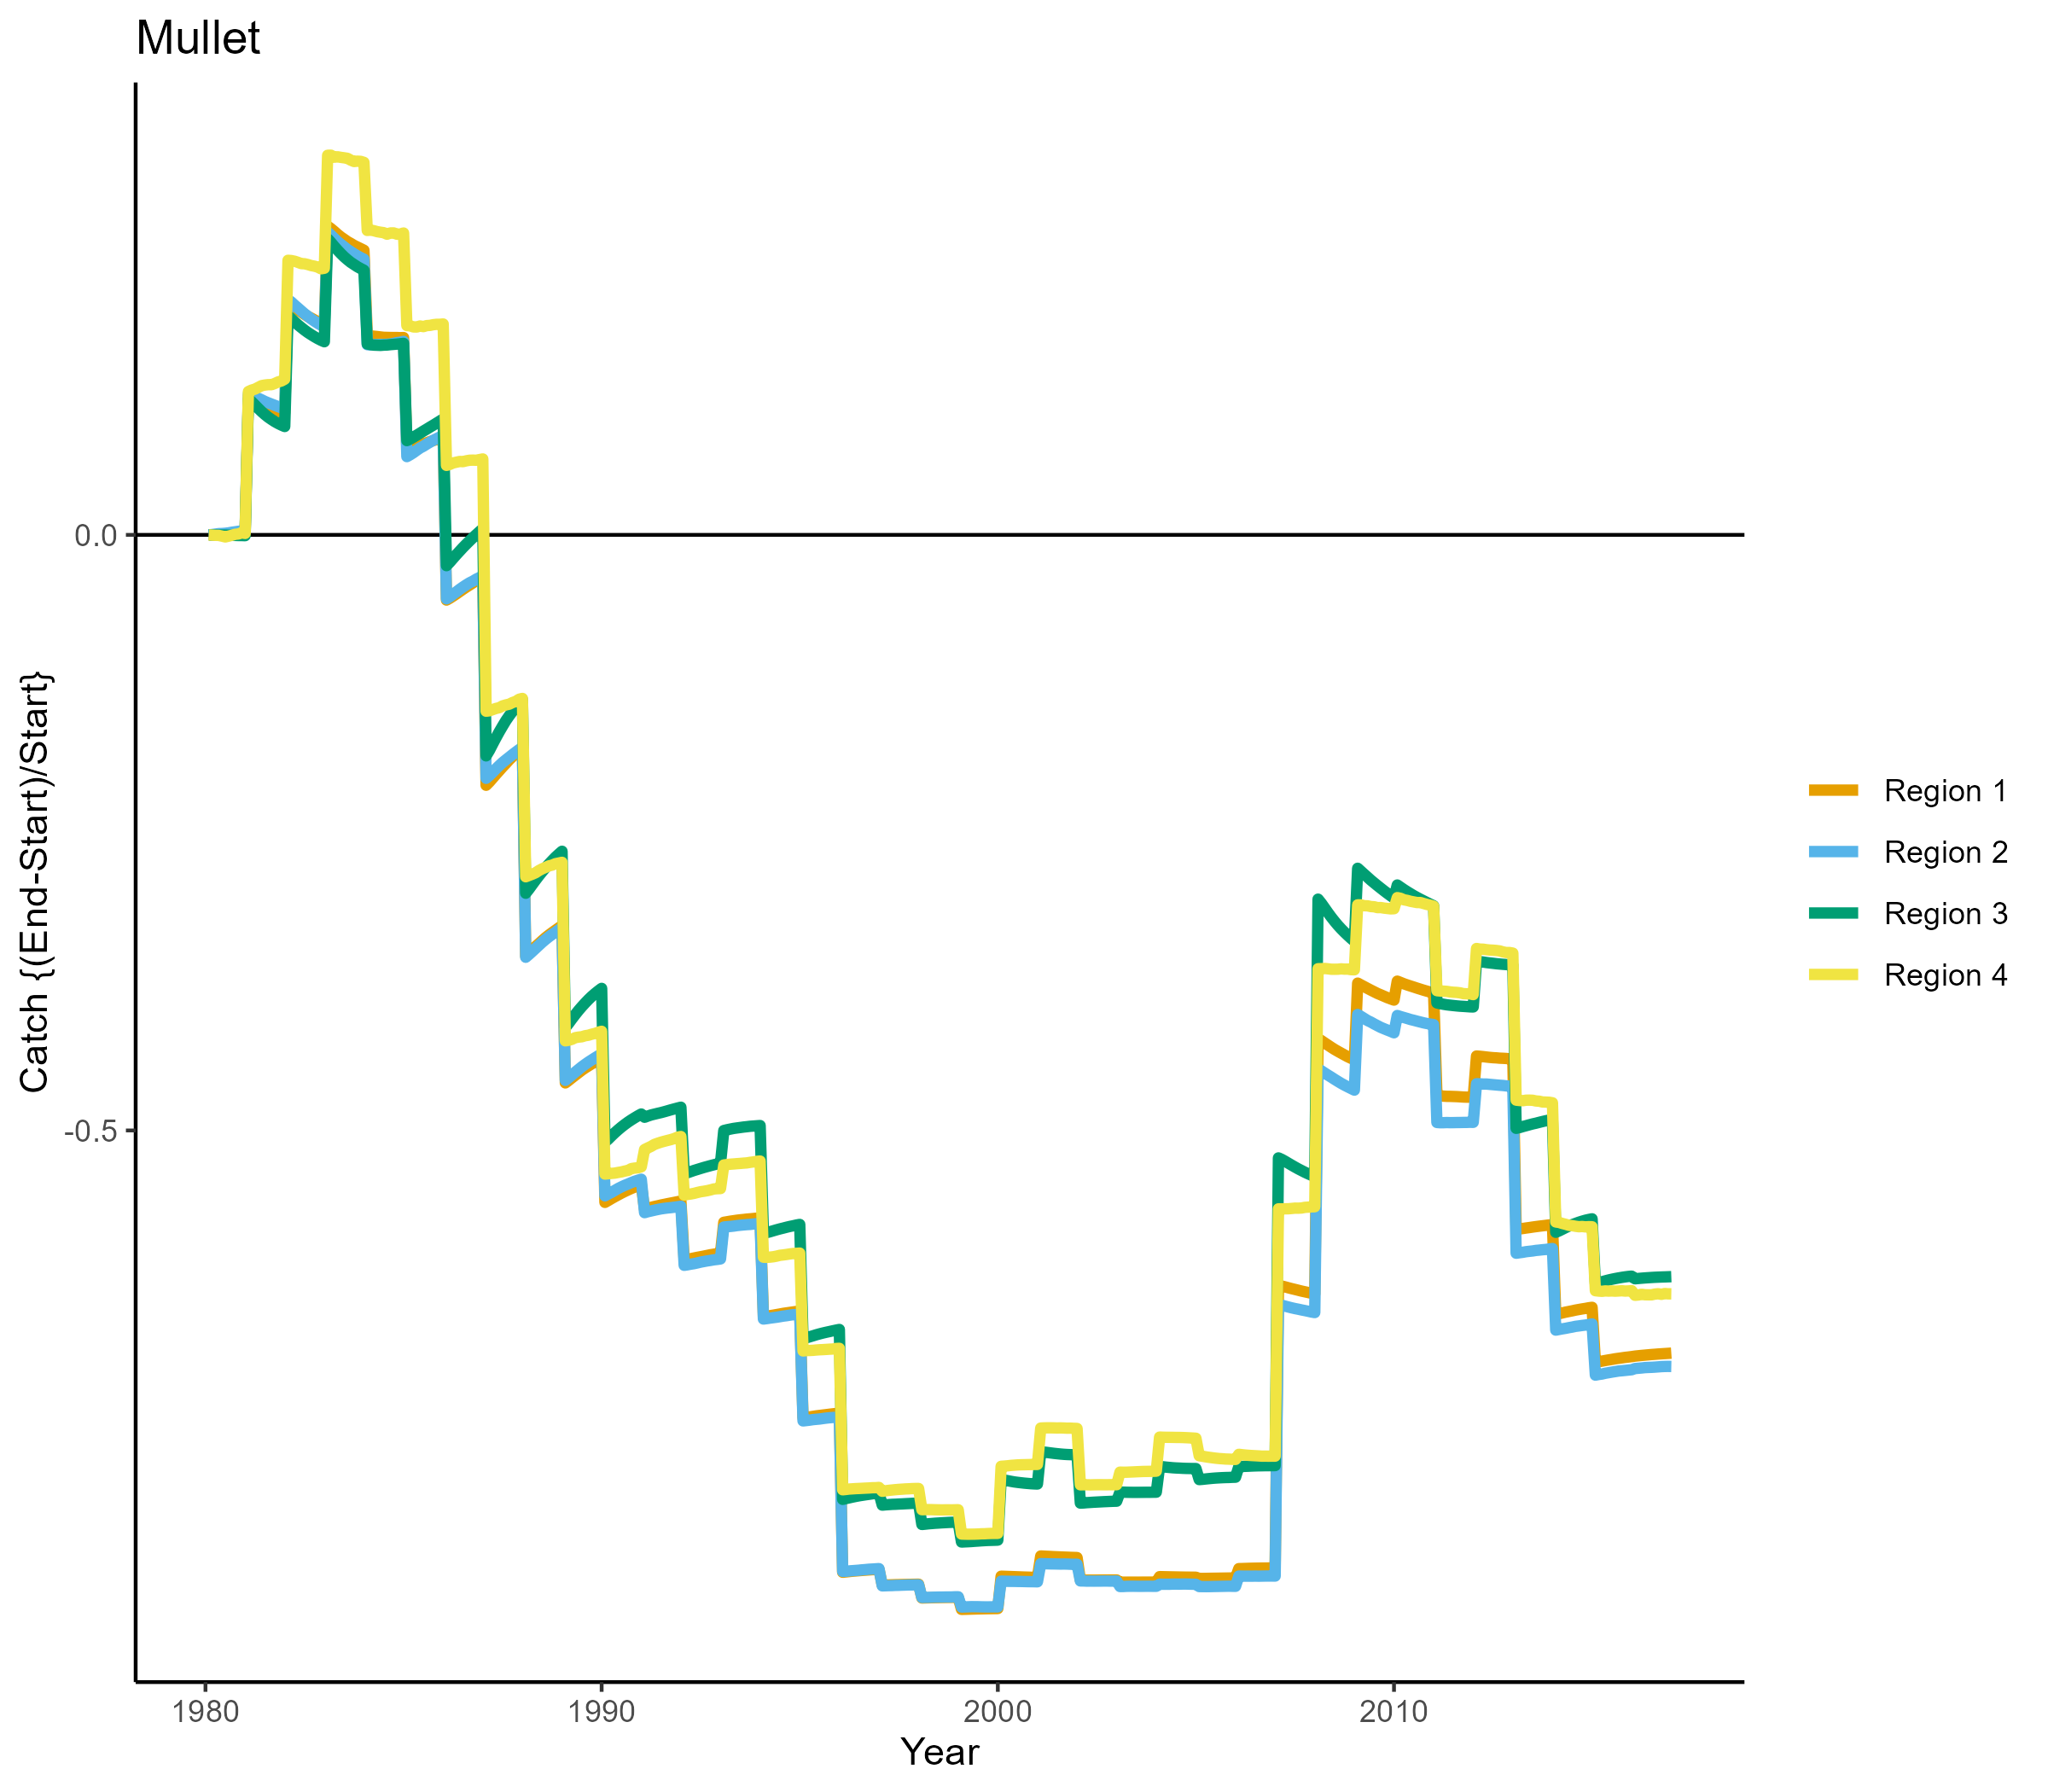 Mullet
Catch {(End-Start)/Start}
0.0
-0.5
1980
1990
2000
2010
Year
Region 1
Region 2
Region 3
Region 4